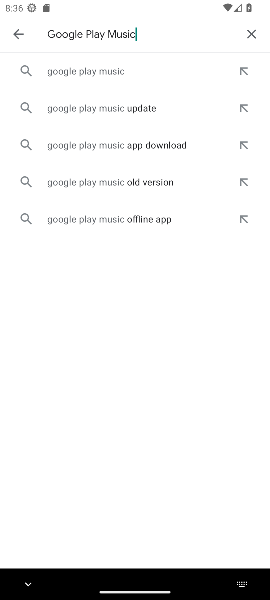 8:36
Google Play Music
google play music
google play music update
google play music app download
google play music old version
google play music offline app